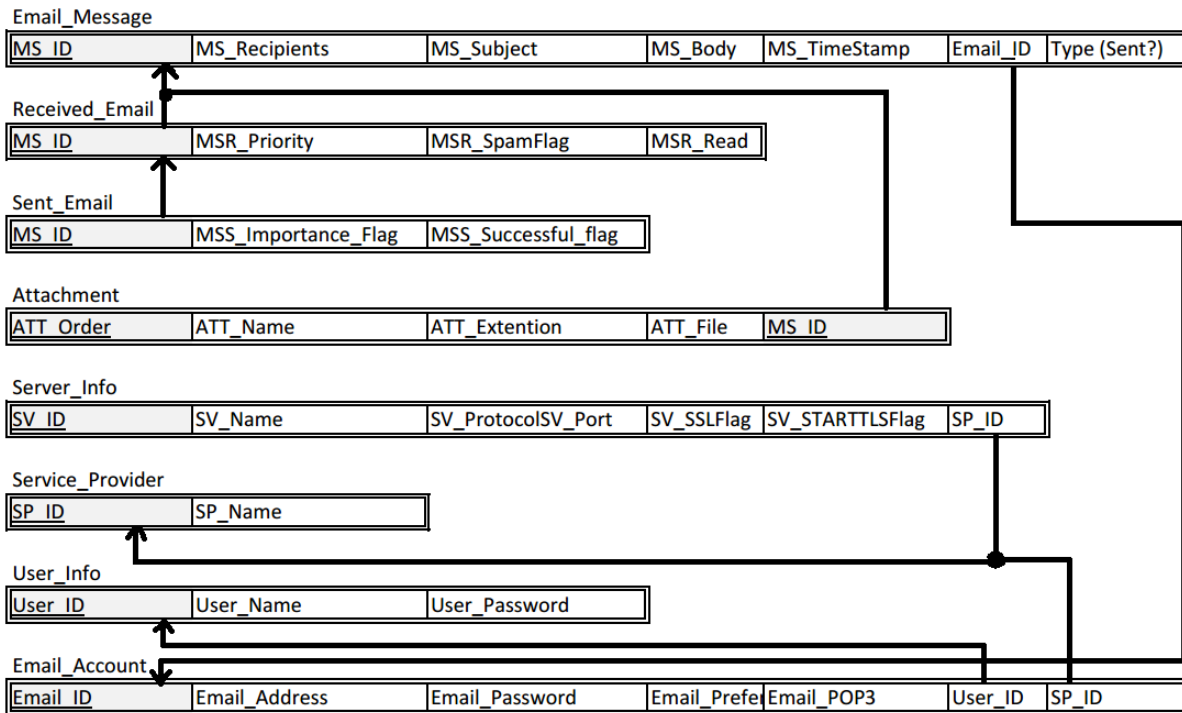 Email_Message
MS_ID MS_Recipients MS_Subject MS_Body MS_TimeStamp Email_ID Type (Sent?)
Received_Email
MS_ID MSR_Priority MSR_SpamFlag MSR_Read
Sent_Email
MS_ID MSS_Importance_Flag MSS_Successful_flag
Attachment
ATT_Order ATT_Name ATT_Extention ATT_File MS_ID
Server_Info
SV_ID SV_Name SV_ProtocolSV_Port SV_SSLFlag SV_STARTTLSFlag SP_ID
Service_Provider
SP_ID SP_Name
User_Info
User_ID User_Name User_Password
Email_Account
Email_ID Email_Address Email_Password Email_Prefer Email_POP3 User_ID SP_ID